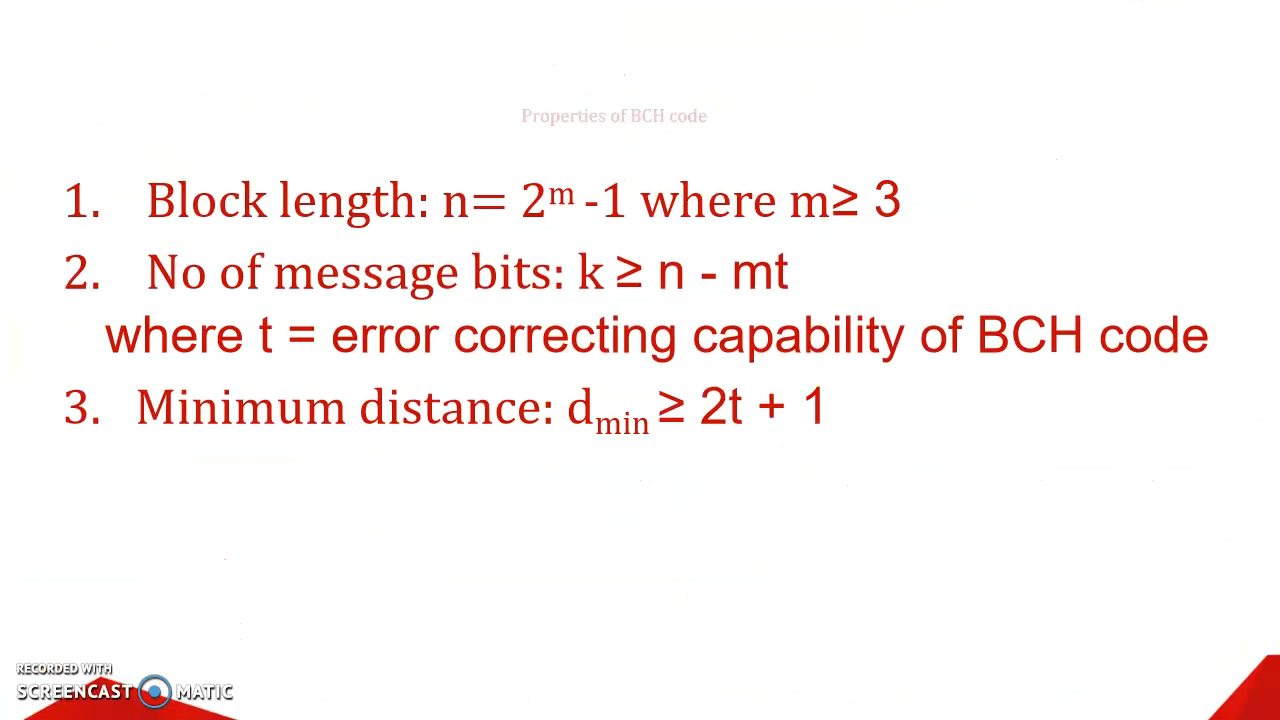 Properties of BCH code
1. Block length: n= 2ᵐ -1 where m≥ 3
2. No of message bits: k ≥ n - mt
where t = error correcting capability of BCH code
3. Minimum distance: dₘᵢₙ ≥ 2t + 1
RECORDED WITH
SCREENCAST MATIC